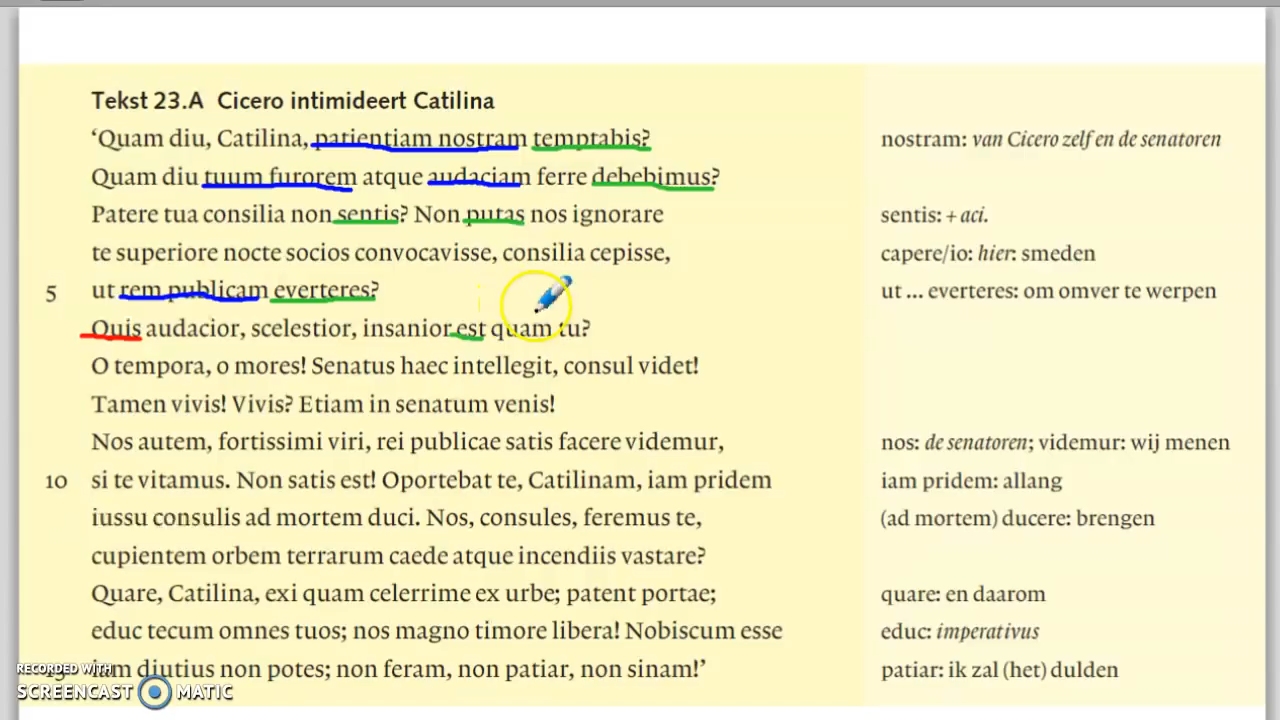 Tekst 23.A Cicero intimideert Catilina
‘Quam diu, Catilina, patientiam nostram temptabis? nostram: van Cicero zelf en de senatoren
Quam diu tuum furorem atque audaciam ferre debebimus?
Patere tua consilia non sentis? Non putas nos ignorare sentis: + aci.
te superiore nocte socios convocavisse, consilia cepisse, capere/io: hier: smeden
5 ut rem publicam everteres? ut ... everteres: om omver te werpen
Quis audacior, scelestior, insanior est quam tu?
O tempora, o mores! Senatus haec intellegit, consul videt!
Tamen vivis! Vivis? Etiam in senatum venis!
Nos autem, fortissimi viri, rei publicae satis facere videmur, nos: de senatoren; videmur: wij menen
10 si te vitamus. Non satis est! Oportebat te, Catilinam, iam pridem iam pridem: allang
iussu consulis ad mortem duci. Nos, consules, feremus te, (ad mortem) ducere: brengen
cupientem orbem terrarum caede atque incendiis vastare?
Quare, Catilina, exi quam celerrime ex urbe; patent portae; quare: en daarom
educ tecum omnes tuos; nos magno timore libera! Nobiscum esse educ: imperativus
iam diutius non potes; non feram, non patiar, non sinam!’ patiar: ik zal (het) dulden
RECORDED WITH
SCREENCAST MATIC